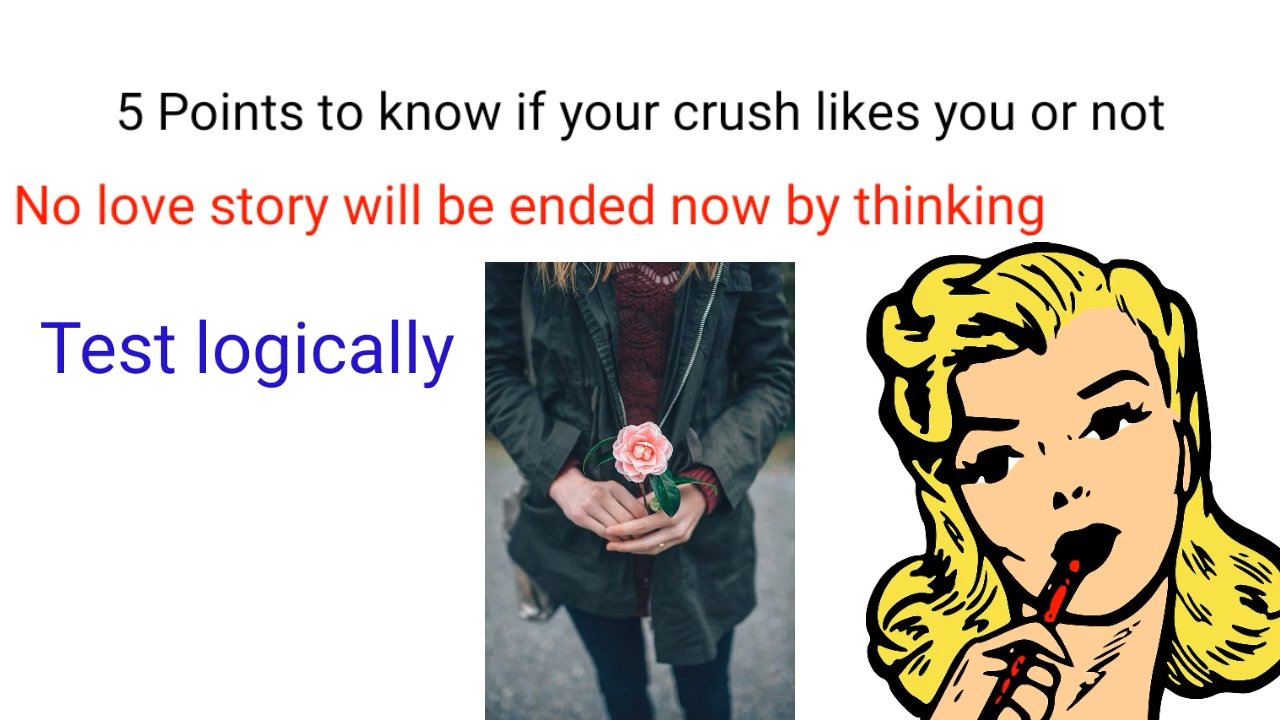 5 Points to know if your crush likes you or not
No love story will be ended now by thinking
Test logically